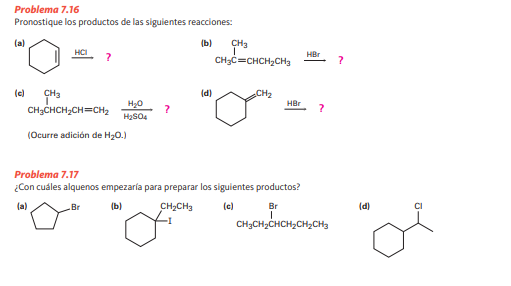 Problema 7.16
Pronostique los productos de las siguientes reacciones:
(a) HCl ?
(b) CH₃
CH₃C=CHCH₂CH₃ HBr ?
(c) CH₃
CH₃CHCH₂CH=CH₂ H₂O ?
H₂SO₄
(Ocurre adición de H₂O.)
(d) CH₂ HBr ?
Problema 7.17
¿Con cuáles alquenos empezaría para preparar los siguientes productos?
(a) Br
(b) CH₂CH₃
I
(c) Br
CH₃CH₂CHCH₂CH₂CH₃
(d) Cl